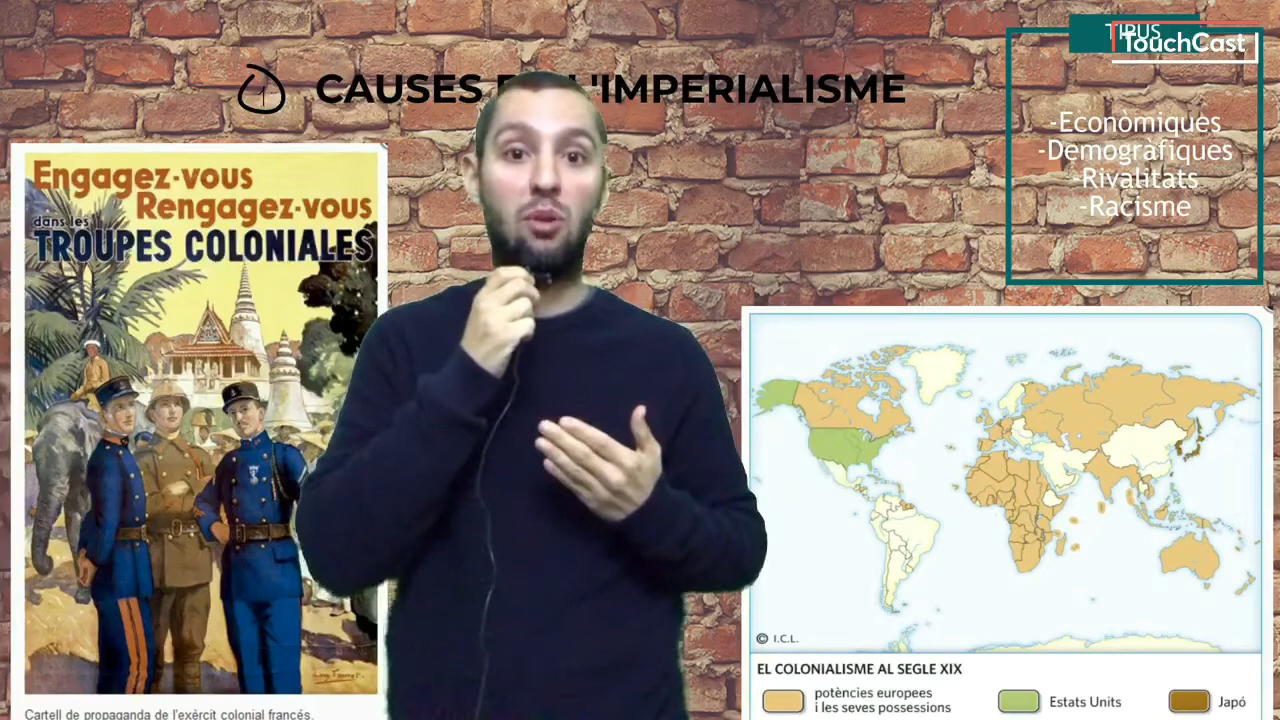 CAUSES L'IMPERIALISME
TIPUS
TouchCast
-Econòmiques
-Demogràfiques
-Rivalitats
-Racisme
Engagez-vous
Rengagez-vous
dans les
TROUPES COLONIALES
Cartell de propaganda de l'exèrcit colonial francés.
© I.C.L.
EL COLONIALISME AL SEGLE XIX
potències europees
i les seves possessions
Estats Units
Japó